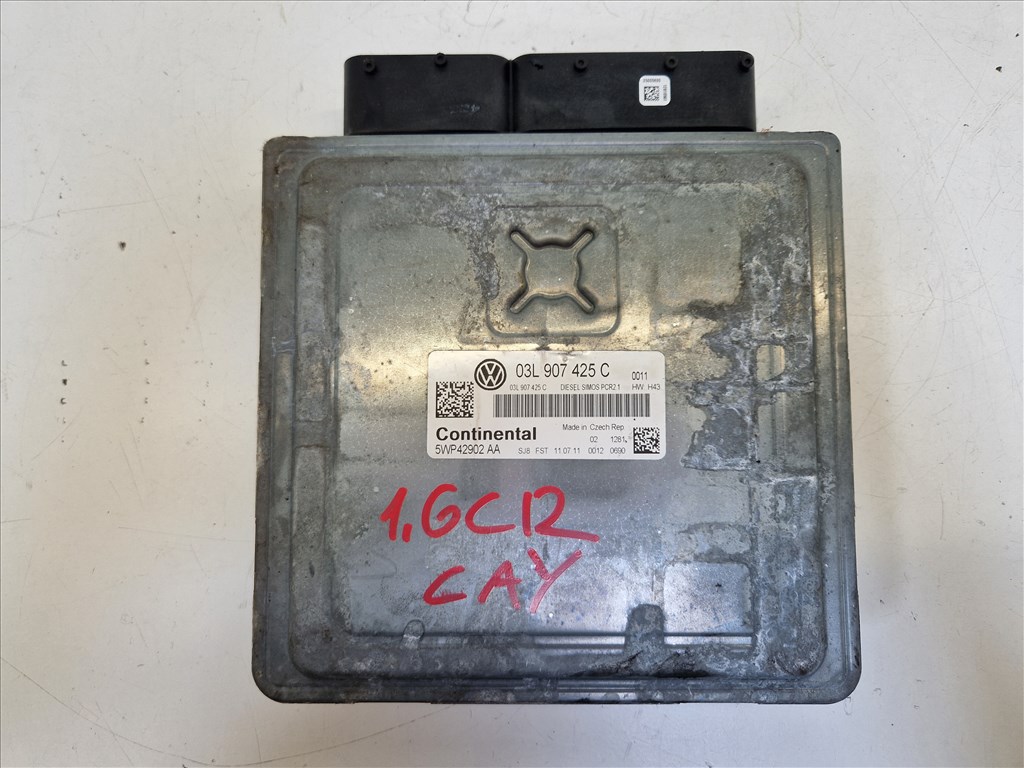 03L 907 425 C 0011
03L 907 425 C DIESEL SIMOS PCR2.1 HW H43
Made in Czech Rep
Continental 02 1281
5WP42902 AA SJ8 FST 11.07.11 0012 0690
1,6CR
CAY